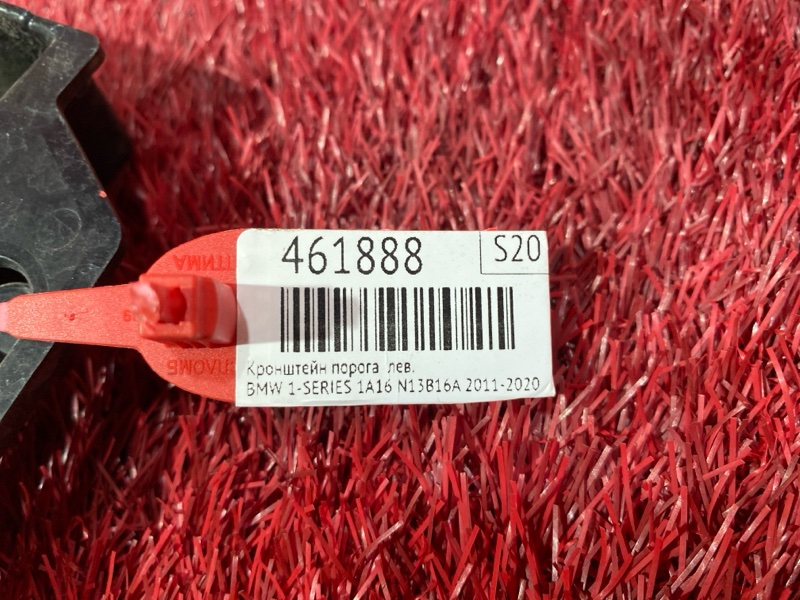 461888
S20
Кронштейн порога лев.
BMW 1-SERIES 1A16 N13B16A 2011-2020